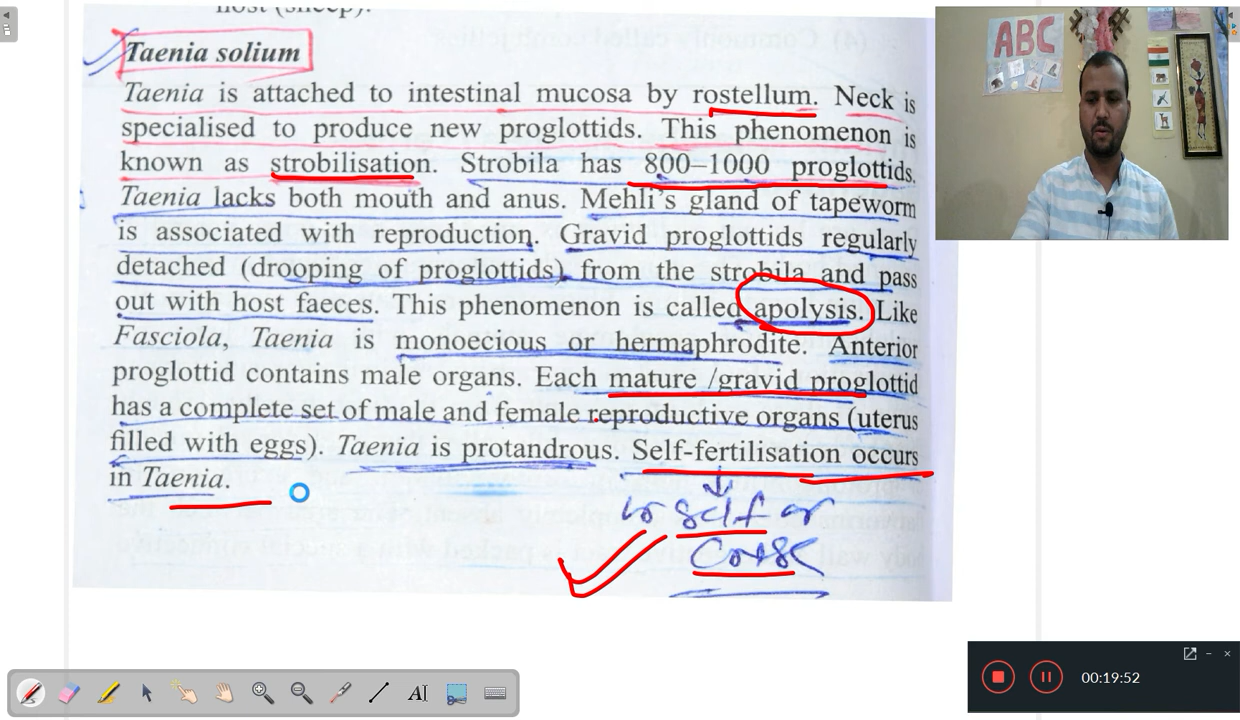 host (sheep).
Taenia solium
Taenia is attached to intestinal mucosa by rostellum. Neck is
specialised to produce new proglottids. This phenomenon is
known as strobilisation. Strobila has 800–1000 proglottids.
Taenia lacks both mouth and anus. Mehli's gland of tapeworm
is associated with reproduction. Gravid proglottids regularly
detached (drooping of proglottids) from the strobila and pass
out with host faeces. This phenomenon is called apolysis. Like
Fasciola, Taenia is monoecious or hermaphrodite. Anterior
proglottid contains male organs. Each mature /gravid proglottid
has a complete set of male and female reproductive organs (uterus
filled with eggs). Taenia is protandrous. Self-fertilisation occurs
in Taenia.
self or
ABC
AI
00:19:52